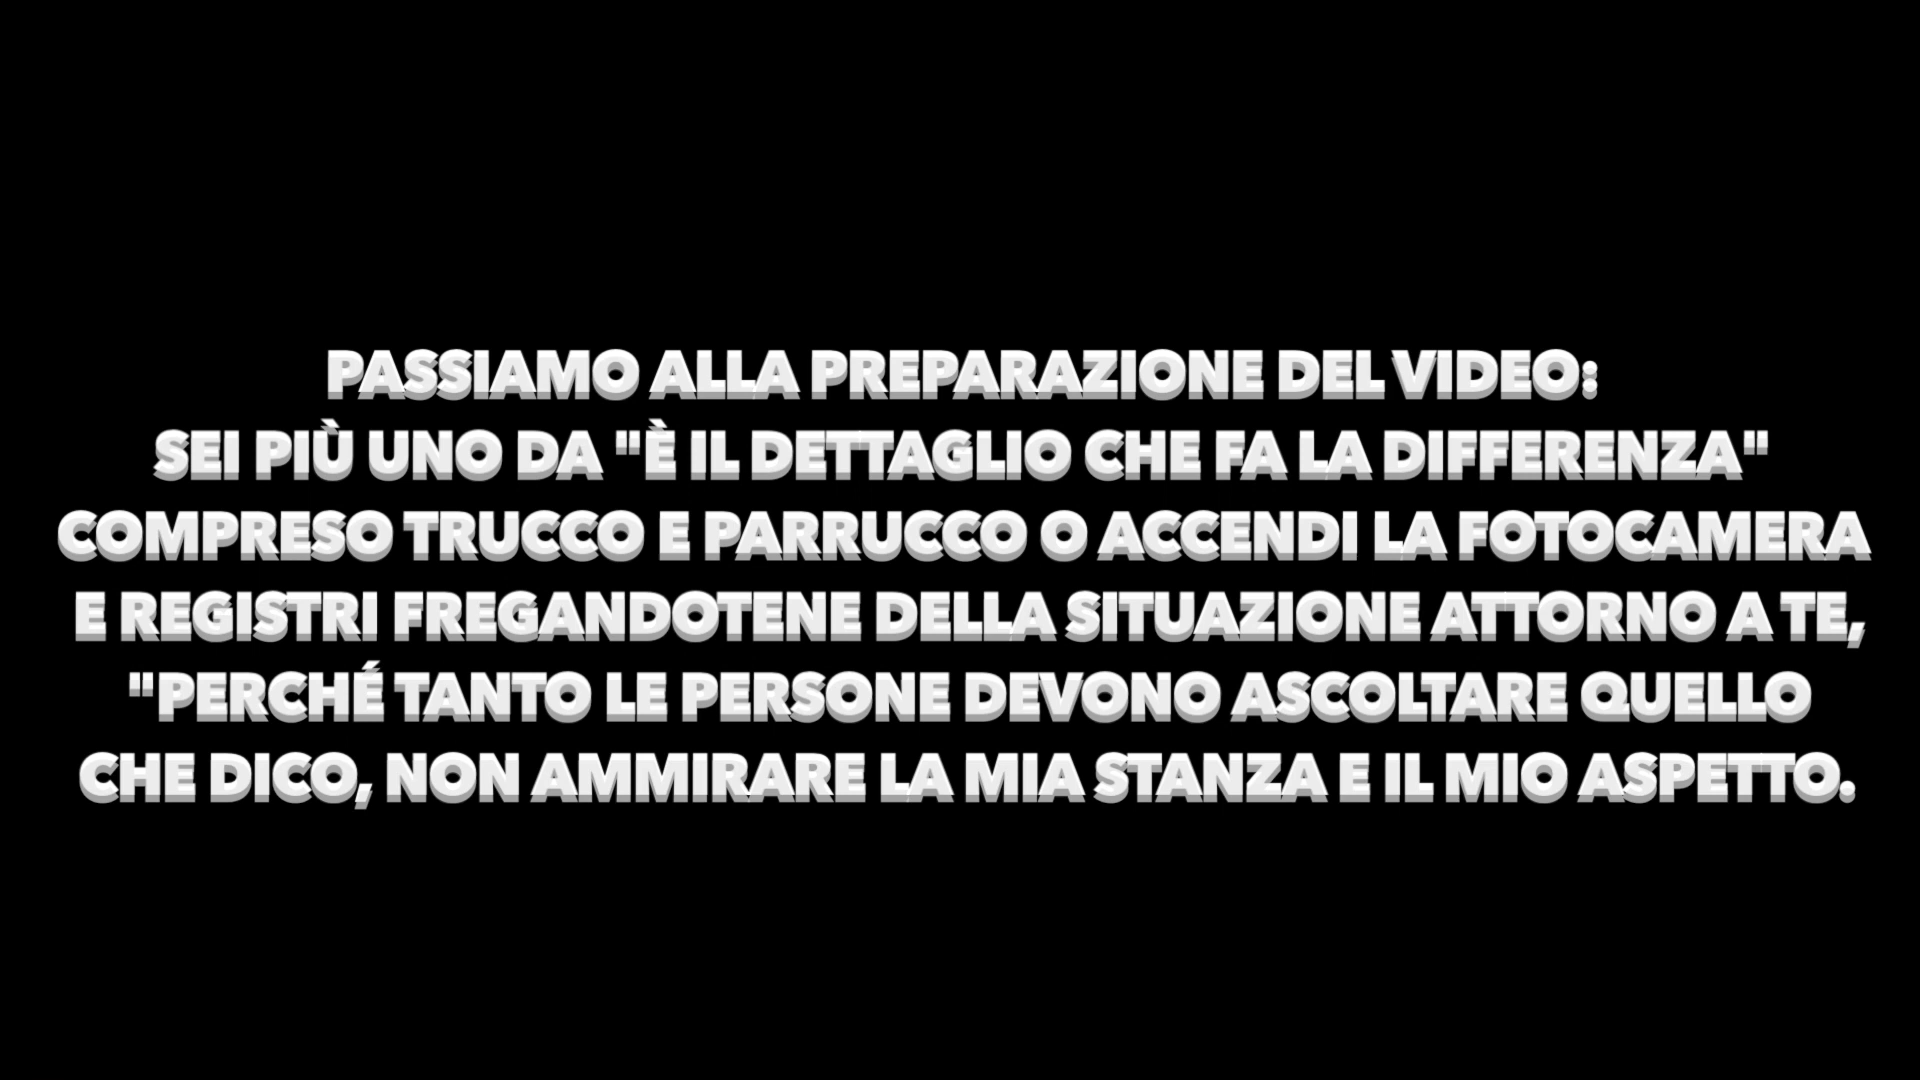 PASSIAMO ALLA PREPARAZIONE DEL VIDEO:
SEI PIÙ UNO DA "È IL DETTAGLIO CHE FA LA DIFFERENZA"
COMPRESO TRUCCO E PARRUCCO O ACCENDI LA FOTOCAMERA
E REGISTRI FREGANDOTENE DELLA SITUAZIONE ATTORNO A TE,
"PERCHÉ TANTO LE PERSONE DEVONO ASCOLTARE QUELLO
CHE DICO, NON AMMIRARE LA MIA STANZA E IL MIO ASPETTO.